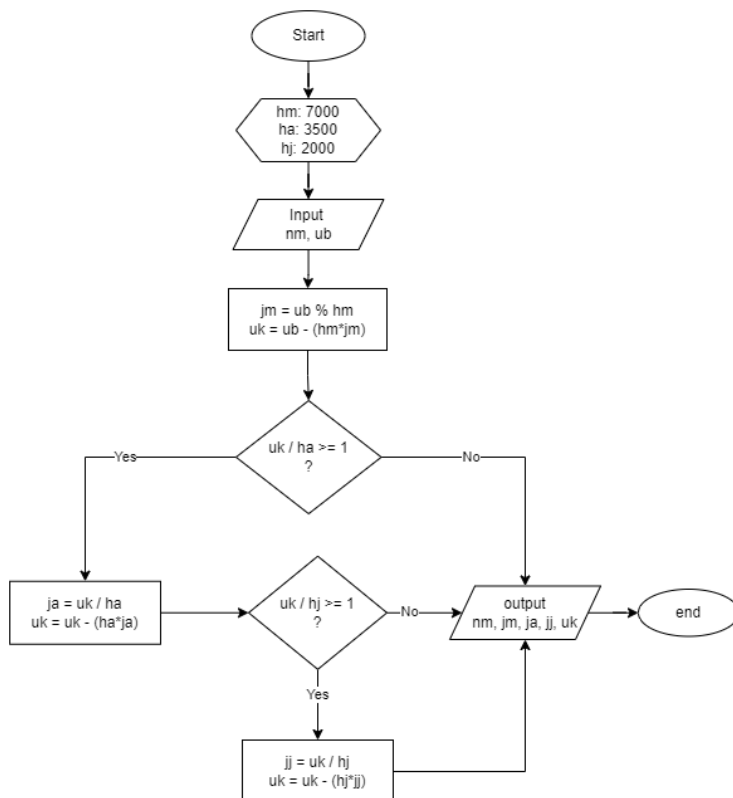 Start
hm: 7000
ha: 3500
hj: 2000
Input
nm, ub
jm = ub % hm
uk = ub - (hm*jm)
uk / ha >= 1
?
Yes
No
ja = uk / ha
uk = uk - (ha*ja)
uk / hj >= 1
?
No
Yes
output
nm, jm, ja, jj, uk
end
jj = uk / hj
uk = uk - (hj*jj)